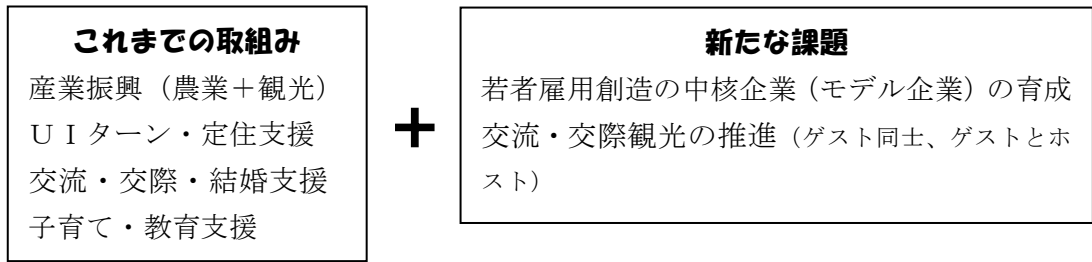 これまでの取組み
産業振興（農業＋観光）
ＵＩターン・定住支援
交流・交際・結婚支援
子育て・教育支援
＋
新たな課題
若者雇用創造の中核企業（モデル企業）の育成
交流・交際観光の推進（ゲスト同士、ゲストとホ
スト）